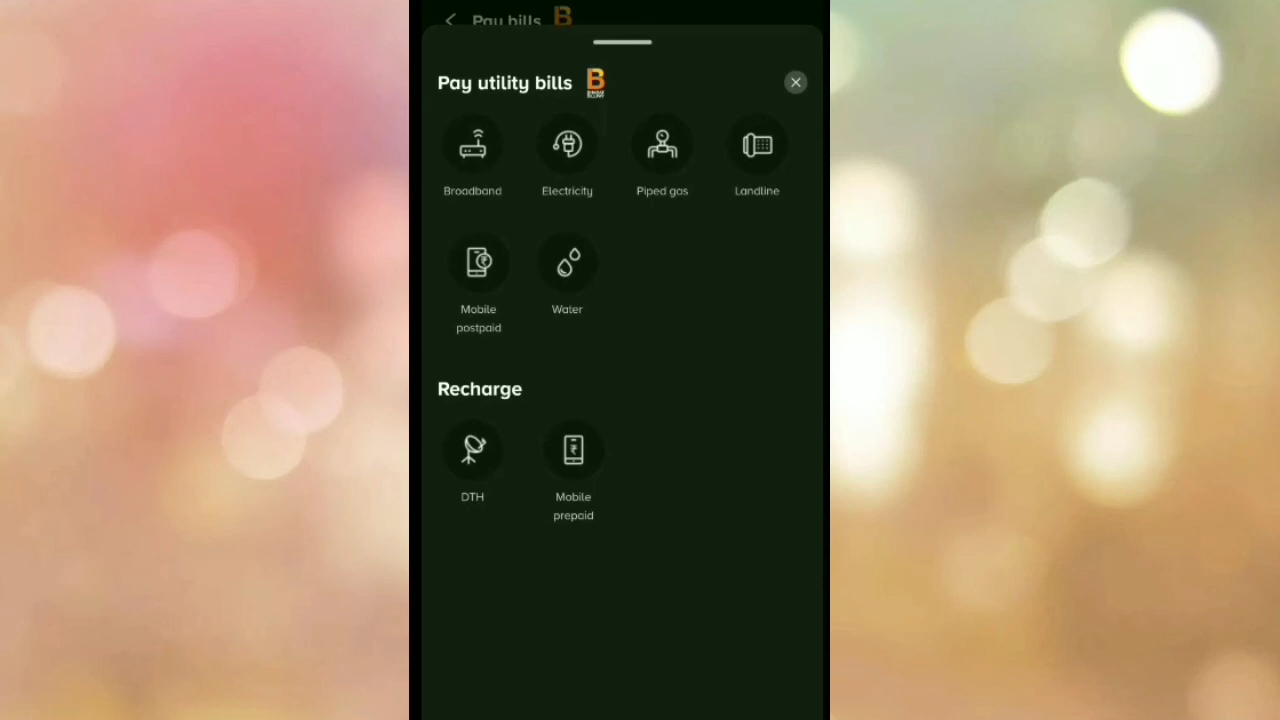 Pay bills B
Pay utility bills B
Broadband Electricity Piped gas Landline
Mobile
postpaid
Water
Recharge
DTH
Mobile
prepaid